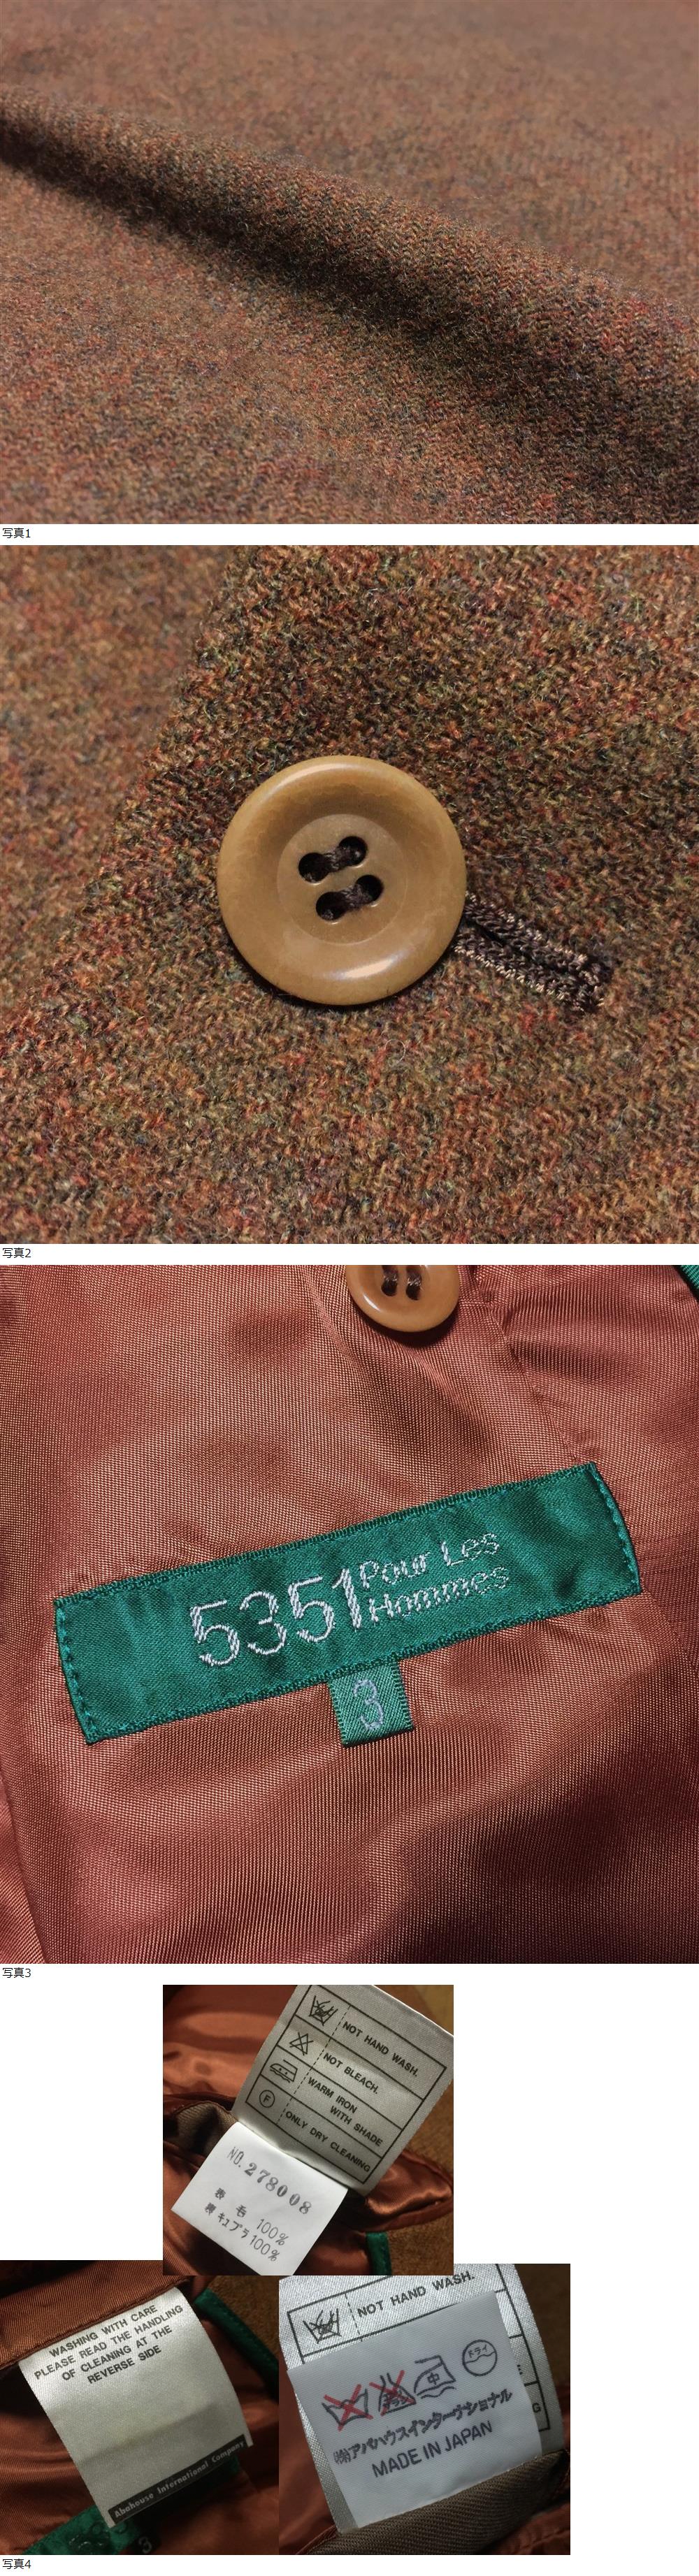 写真1
写真2
5351 Pour Les
Hommes
3
写真3
NOT HAND WASH.
NOT BLEACH.
WARM IRON
WITH SHADE
F
ONLY DRY CLEANING
NO. 278008
表 毛 100%
裏 キュプラ 100%
WASHING WITH CARE
PLEASE READ THE HANDLING
OF CLEANING AT THE
REVERSE SIDE
Abahouse International Company
3
NOT HAND WASH.
中
ドライ
G
㈱アバハウスインターナショナル
MADE IN JAPAN
写真4